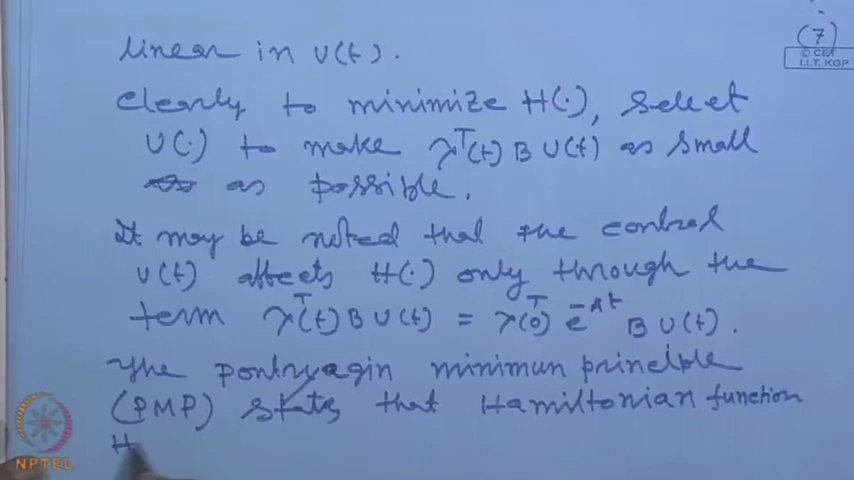 (7)
© CET
I.I.T. KGP
linear in u(t).
Clearly to minimize H(·), select
U(·) to make λᵀ(t) B U(t) as small
as possible.
It may be noted that the control
U(t) affects H(·) only through the
term λᵀ(t) B U(t) = λ(0)ᵀ e^{-At} B U(t).
The pontryagin minimum principle
(PMP) states that Hamiltonian function
H
NPTEL